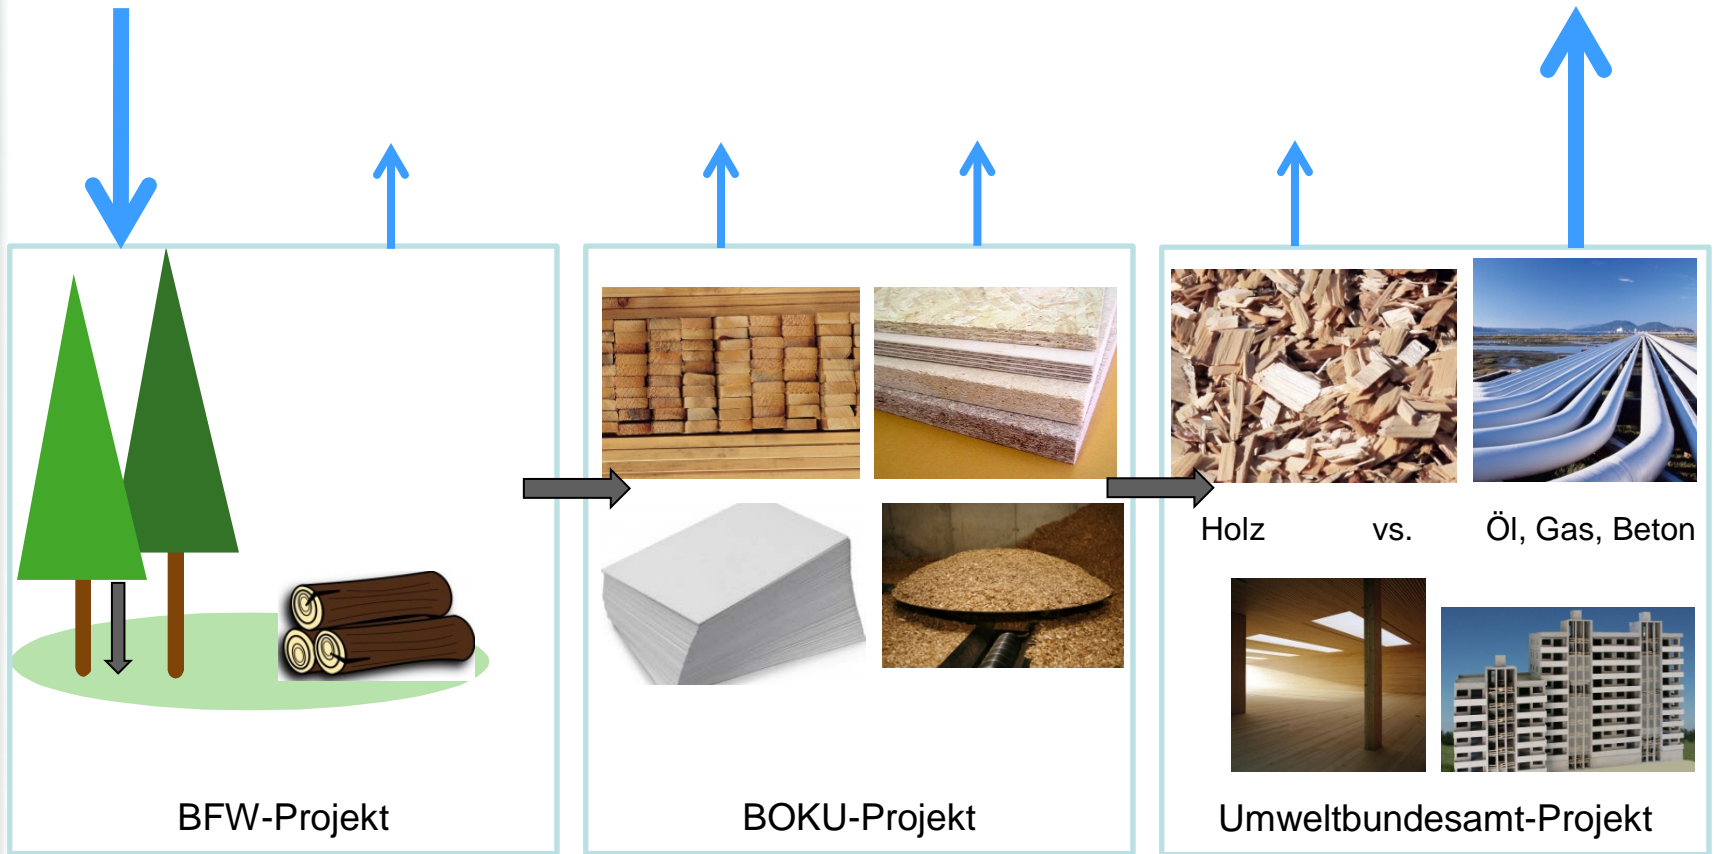 Holz vs. Öl, Gas, Beton
BFW-Projekt
BOKU-Projekt
Umweltbundesamt-Projekt